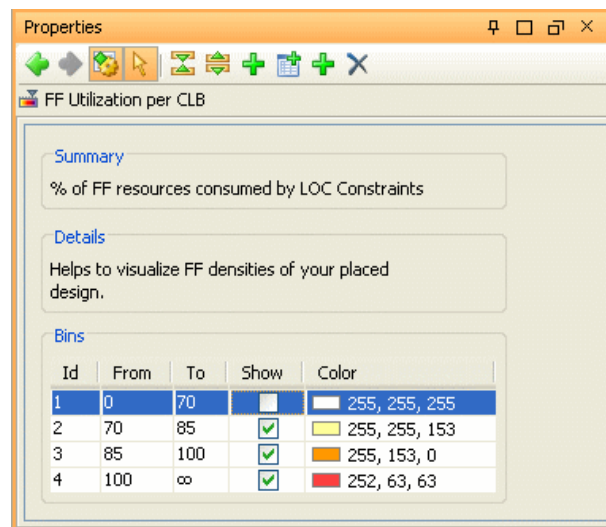 Properties
FF Utilization per CLB
Summary
% of FF resources consumed by LOC Constraints
Details
Helps to visualize FF densities of your placed
design.
Bins
Id From To Show Color
1 0 70 255, 255, 255
2 70 85 255, 255, 153
3 85 100 255, 153, 0
4 100 ∞ 252, 63, 63